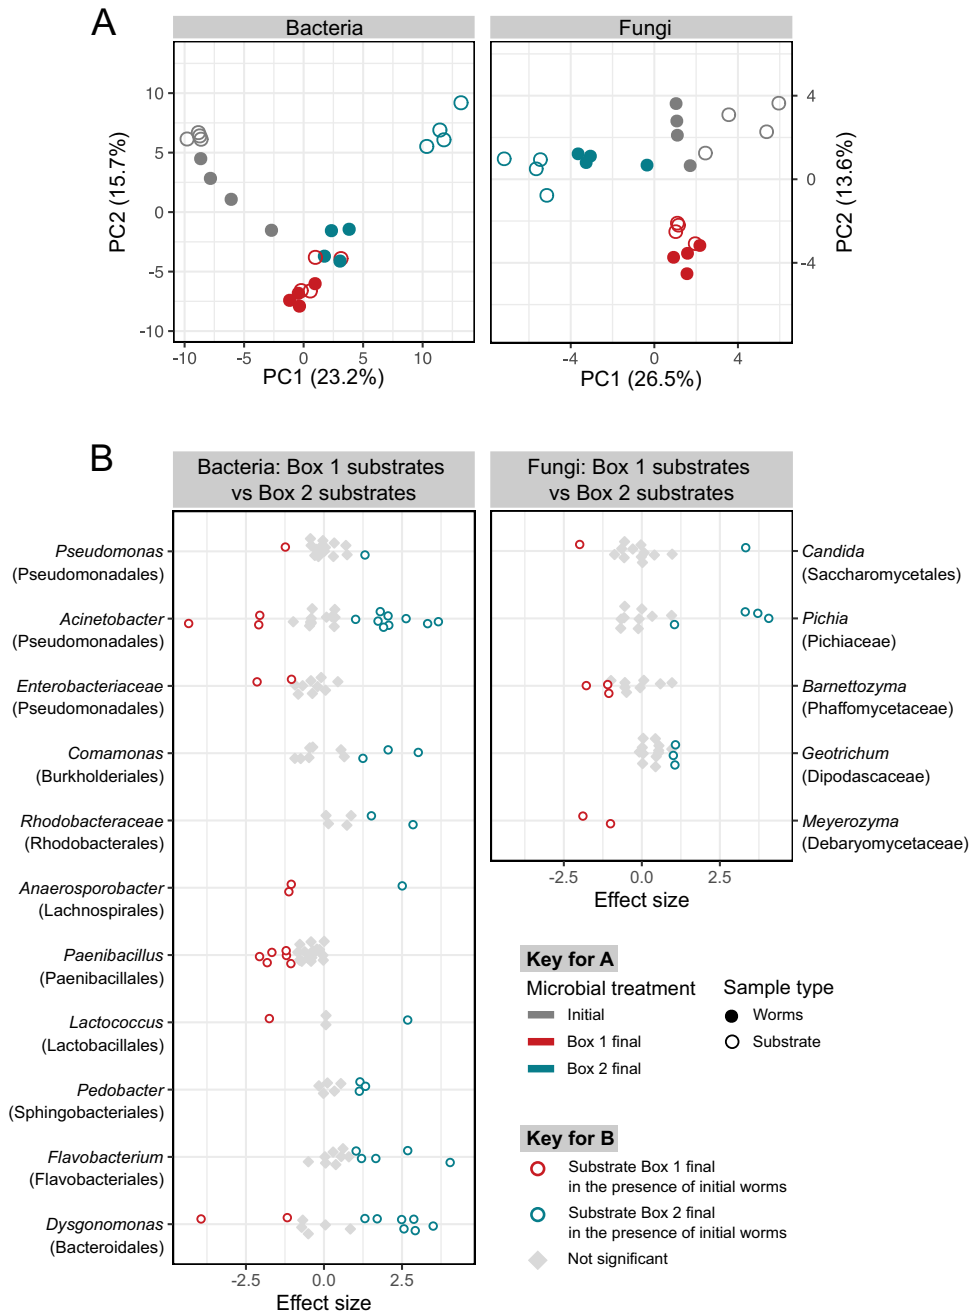 A
Bacteria
Fungi
PC2 (15.7%)
10
5
0
-5
-10
-10
-5
0
5
10
PC1 (23.2%)
4
0
-4
PC2 (13.6%)
-4
0
4
PC1 (26.5%)
B
Bacteria: Box 1 substrates
vs Box 2 substrates
Fungi: Box 1 substrates
vs Box 2 substrates
Pseudomonas
(Pseudomonadales)
Acinetobacter
(Pseudomonadales)
Enterobacteriaceae
(Pseudomonadales)
Comamonas
(Burkholderiales)
Rhodobacteraceae
(Rhodobacterales)
Anaerosporobacter
(Lachnospirales)
Paenibacillus
(Paenibacillales)
Lactococcus
(Lactobacillales)
Pedobacter
(Sphingobacteriales)
Flavobacterium
(Flavobacteriales)
Dysgonomonas
(Bacteroidales)
-2.5
0.0
2.5
Effect size
Candida
(Saccharomycetales)
Pichia
(Pichiaceae)
Barnettozyma
(Phaffomycetaceae)
Geotrichum
(Dipodascaceae)
Meyerozyma
(Debaryomycetaceae)
-2.5
0.0
2.5
Effect size
Key for A
Microbial treatment
Initial
Box 1 final
Box 2 final
Sample type
Worms
Substrate
Key for B
Substrate Box 1 final
in the presence of initial worms
Substrate Box 2 final
in the presence of initial worms
Not significant